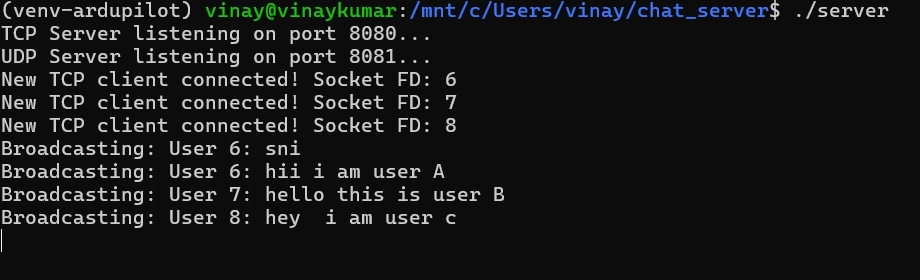 (venv-ardupilot) vinay@vinaykumar:/mnt/c/Users/vinay/chat_server$ ./server
TCP Server listening on port 8080...
UDP Server listening on port 8081...
New TCP client connected! Socket FD: 6
New TCP client connected! Socket FD: 7
New TCP client connected! Socket FD: 8
Broadcasting: User 6: sni
Broadcasting: User 6: hii i am user A
Broadcasting: User 7: hello this is user B
Broadcasting: User 8: hey  i am user c